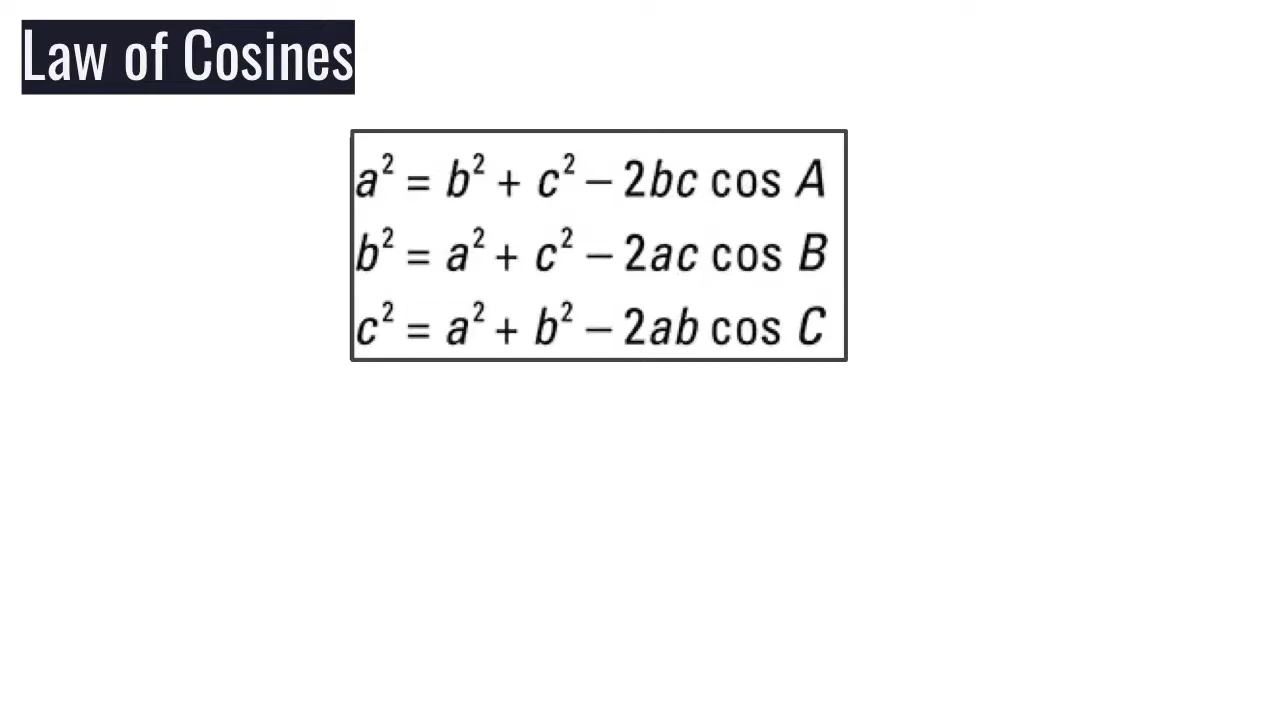 Law of Cosines
a² = b² + c² – 2bc cos A
b² = a² + c² – 2ac cos B
c² = a² + b² – 2ab cos C